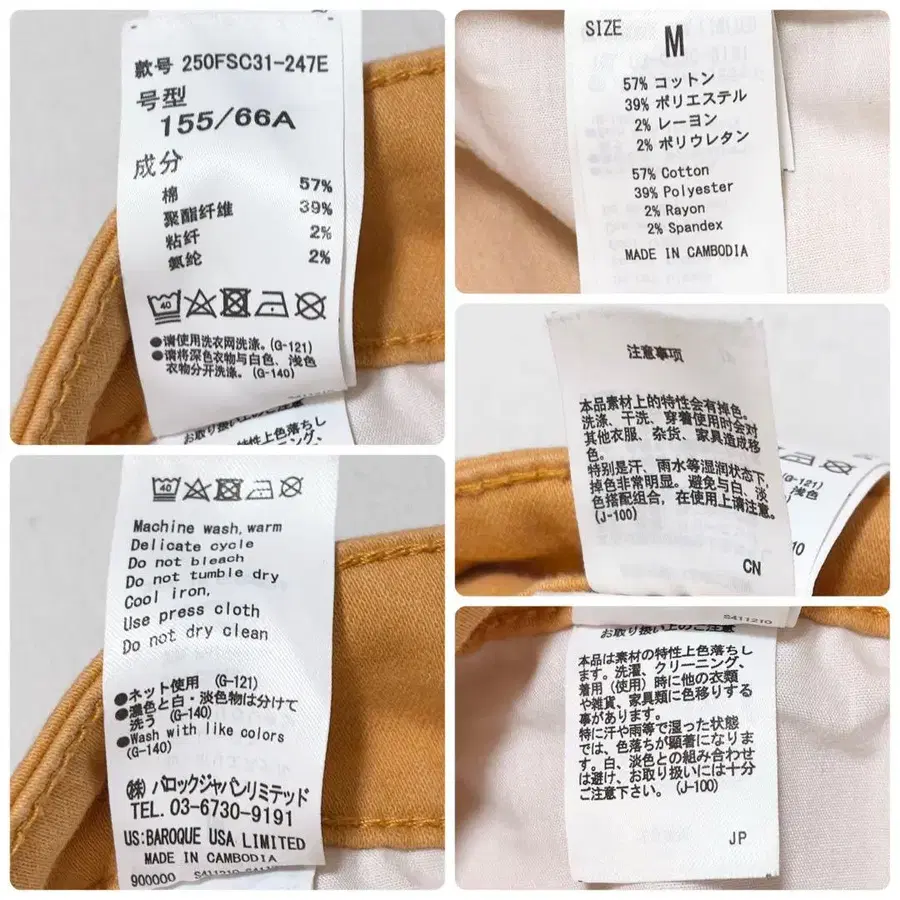 款号 250FSC31-247E
号型
155/66A
成分
棉 57%
聚酯纤维 39%
粘纤 2%
氨纶 2%
40
●请使用洗衣网洗涤。(G-121)
●请将深色衣物与白色、浅色
衣物分开洗涤。(G-140)
お取り扱い上のご注意
SIZE M
57% コットン
39% ポリエステル
2% レーヨン
2% ポリウレタン
57% Cotton
39% Polyester
2% Rayon
2% Spandex
MADE IN CAMBODIA
注意事项
本品素材上的特性会有掉色。
洗涤、干洗、穿着使用时会对
其他衣服、杂货、家具造成移
色。
特别是汗、雨水等湿润状态下,
掉色非常明显。避免与白、淡
色搭配组合，在使用上请注意。
(J-100)
CN
(G-121)
浅色
40
Machine wash, warm
Delicate cycle
Do not bleach
Do not tumble dry
Cool iron,
Use press cloth
Do not dry clean
●ネット使用 (G-121)
●濃色と白・淡色物は分けて
洗う (G-140)
●Wash with like colors
(G-140)
㈱ バロックジャパンリミテッド
TEL. 03-6730-9191
US:BAROQUE USA LIMITED
MADE IN CAMBODIA
900000
S411210
お取り扱い上のご注意
本品は素材の特性上色落ちし
ます。洗濯、クリーニング、
着用（使用）時に他の衣類
や雑貨、家具類に色移りする
事があります。
特に汗や雨等で湿った状態
では、色落ちが顕著になりま
す。白、淡色との組み合わせ
は避け、お取り扱いには十分
ご注意下さい。(J-100)
JP